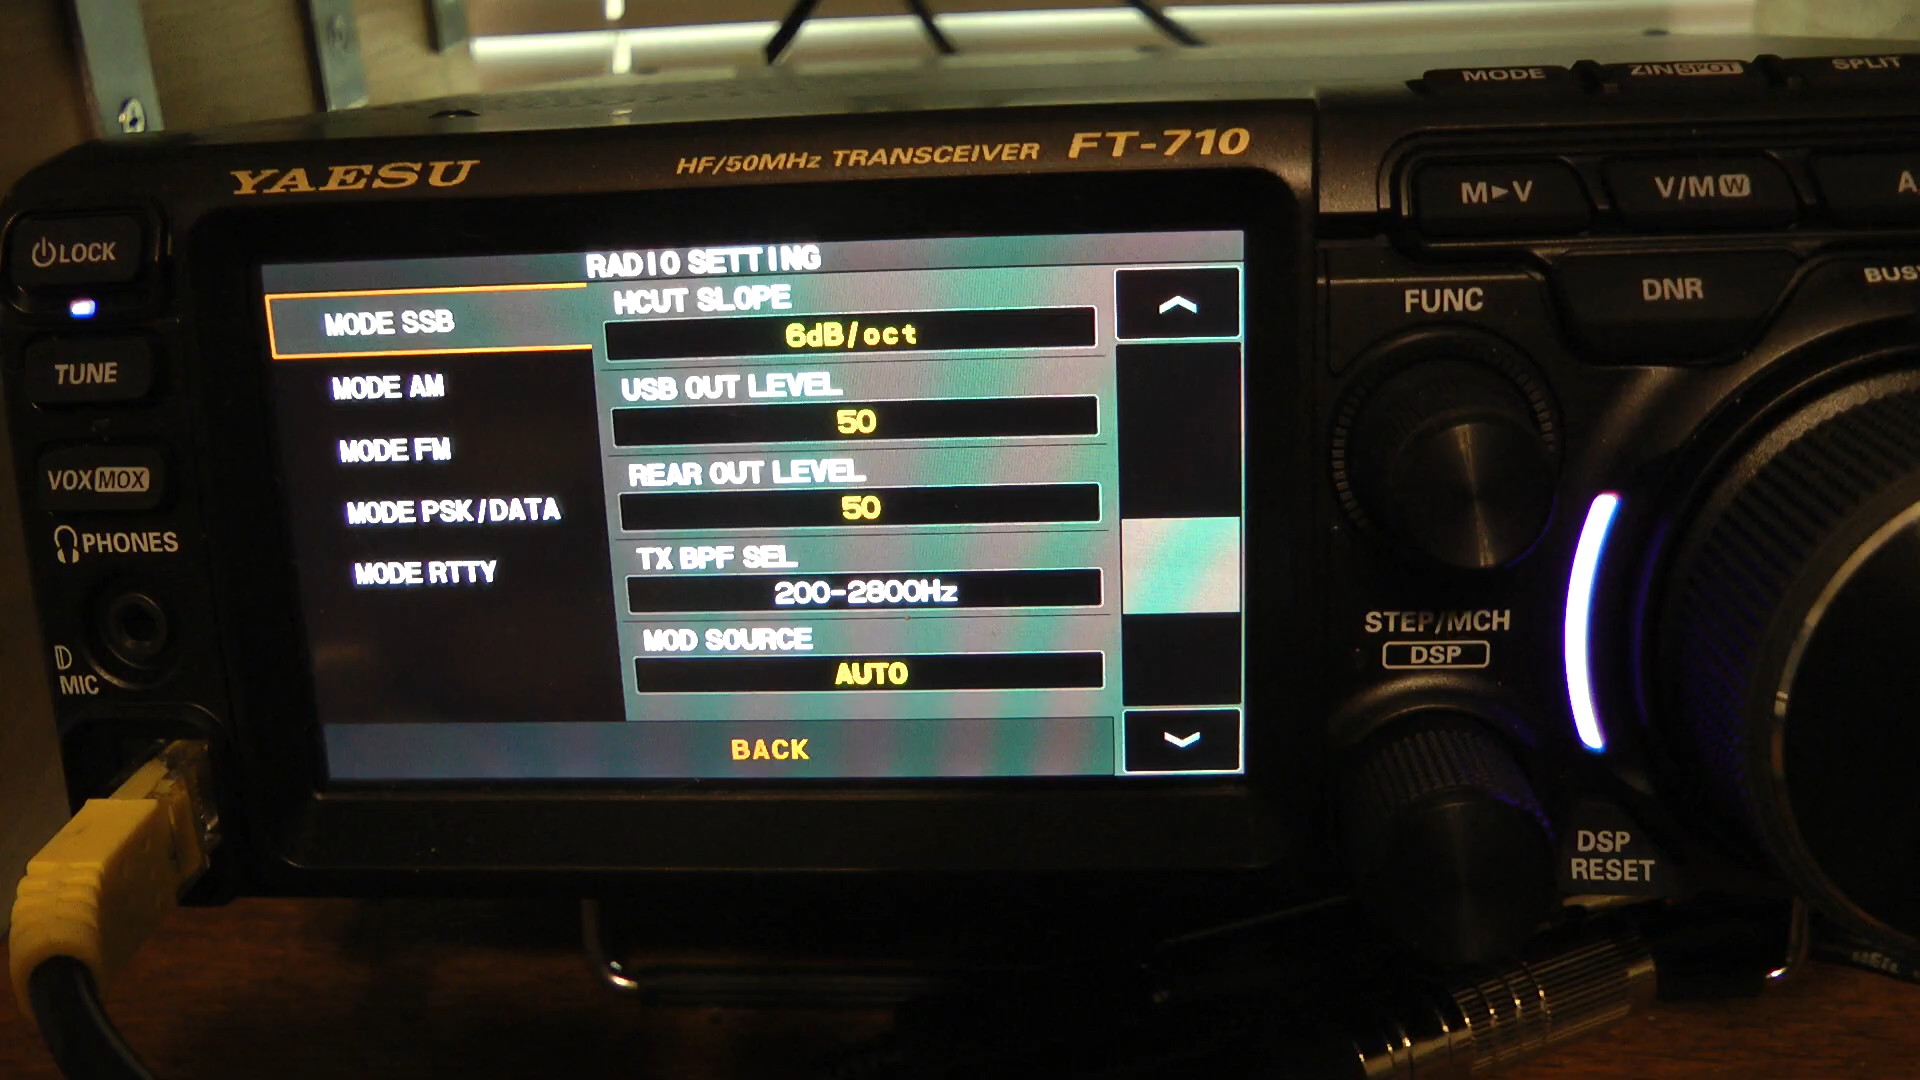 MODE
ZIN SPOT
SPLIT
YAESU
HF/50MHz TRANSCEIVER FT-710
M►V
V/M W
LOCK
TUNE
VOX MOX
PHONES
MIC
RADIO SETTING
MODE SSB
MODE AM
MODE FM
MODE PSK/DATA
MODE RTTY
HCUT SLOPE
6dB/oct
USB OUT LEVEL
50
REAR OUT LEVEL
50
TX BPF SEL
200-2800Hz
MOD SOURCE
AUTO
BACK
FUNC
DNR
STEP/MCH
DSP
DSP
RESET